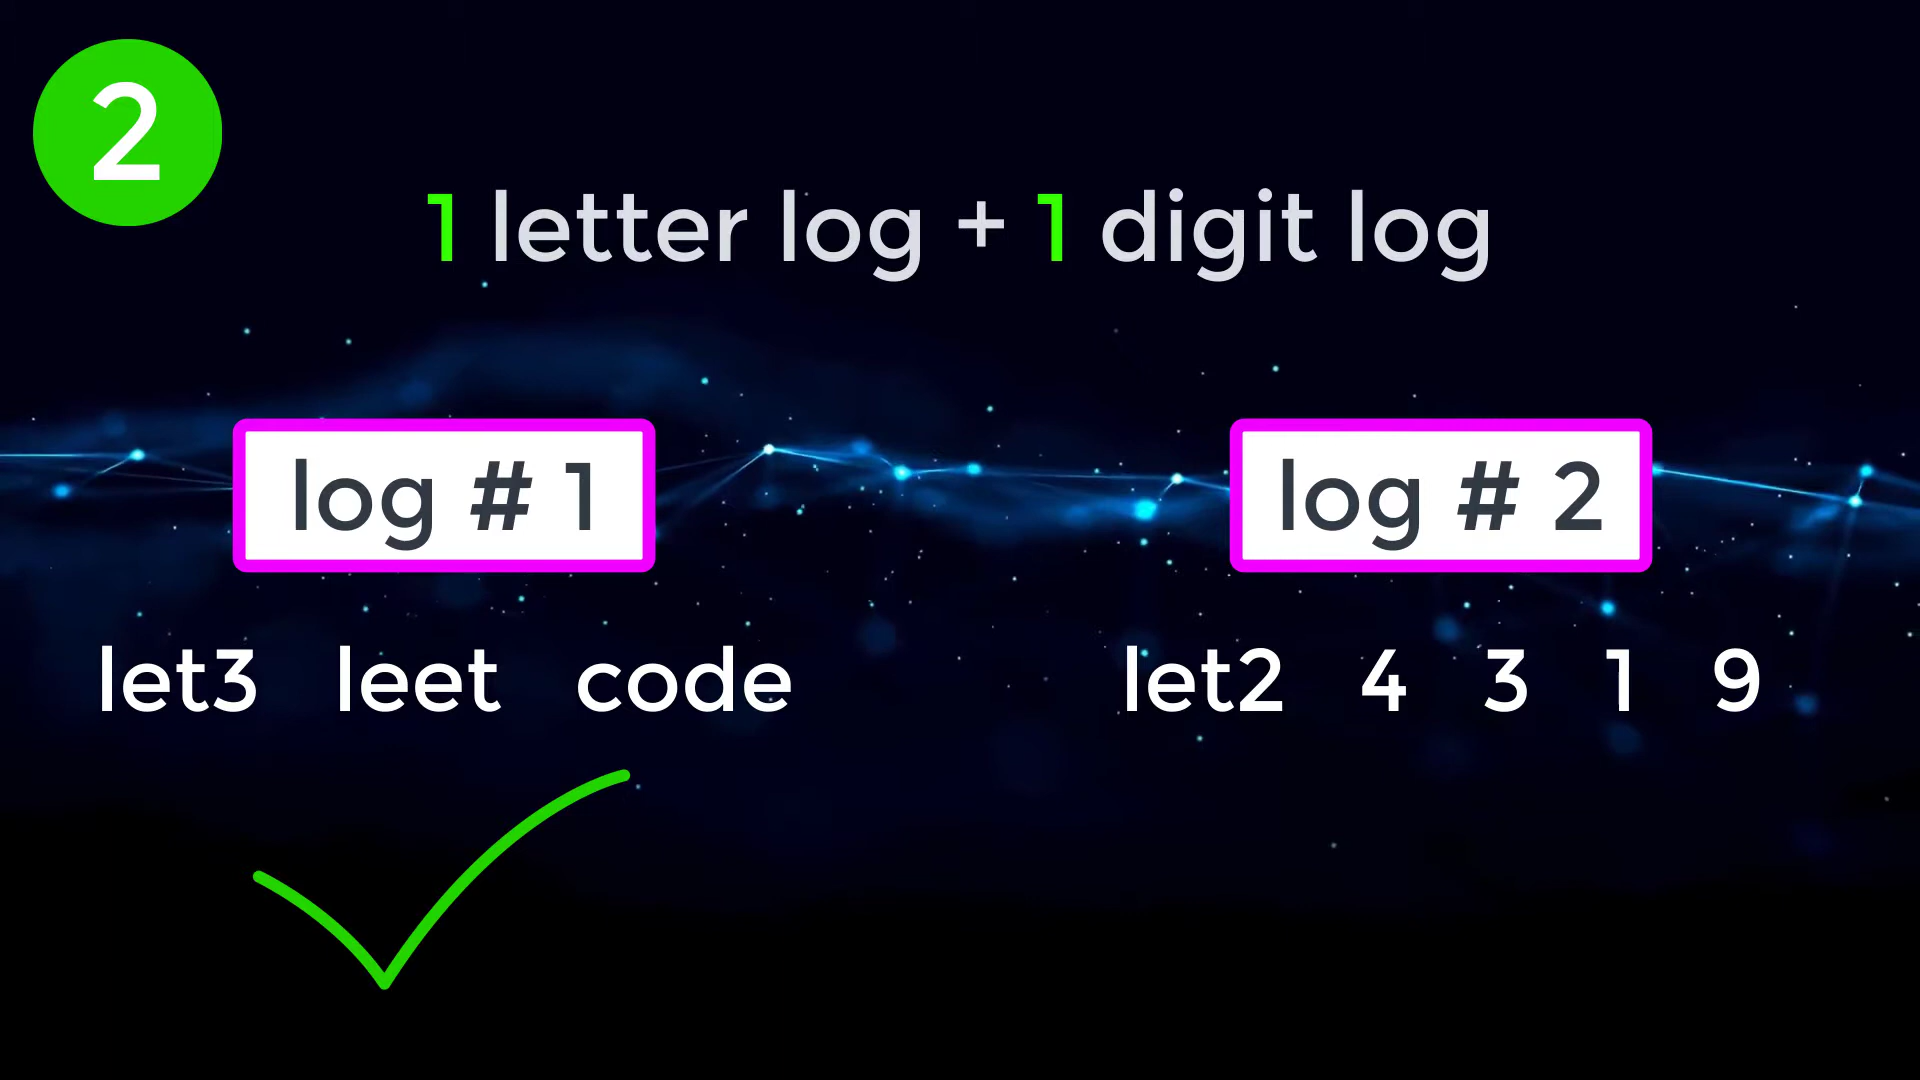 2
1 letter log + 1 digit log
log # 1
log # 2
let3 leet code
let2 4 3 1 9